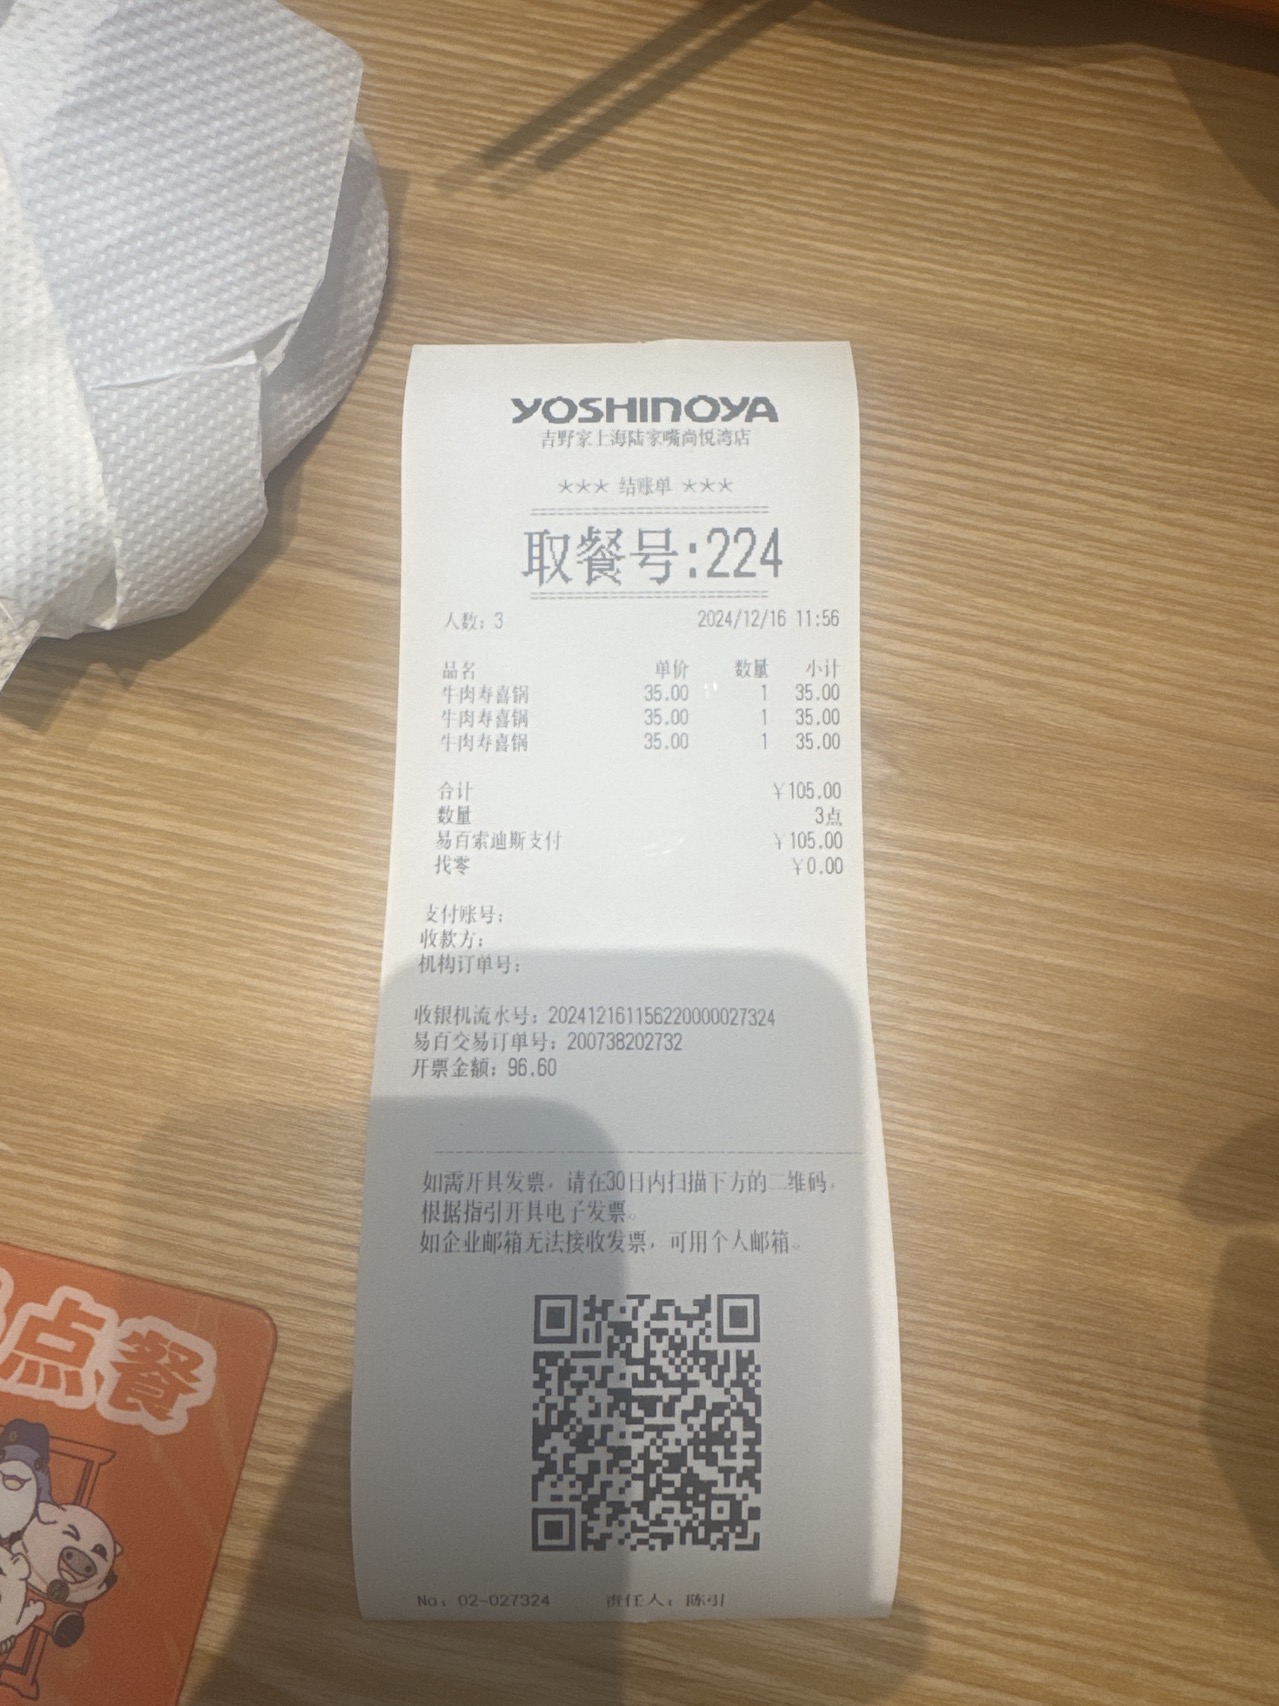 YOSHINOYA
吉野家上海陆家嘴尚悦湾店
*** 结账单 ***
取餐号:224
人数: 3 2024/12/16 11:56
品名 单价 数量 小计
牛肉寿喜锅 35.00 1 35.00
牛肉寿喜锅 35.00 1 35.00
牛肉寿喜锅 35.00 1 35.00
合计 ¥105.00
数量 3点
易百索迪斯支付 ¥105.00
找零 ¥0.00
支付账号:
收款方:
机构订单号:
收银机流水号: 202412161156220000027324
易百交易订单号: 200738202732
开票金额: 96.60
如需开具发票，请在30日内扫描下方的二维码，
根据指引开具电子发票。
如企业邮箱无法接收发票，可用个人邮箱。
No: 02-027324 责任人: 陈引
点餐